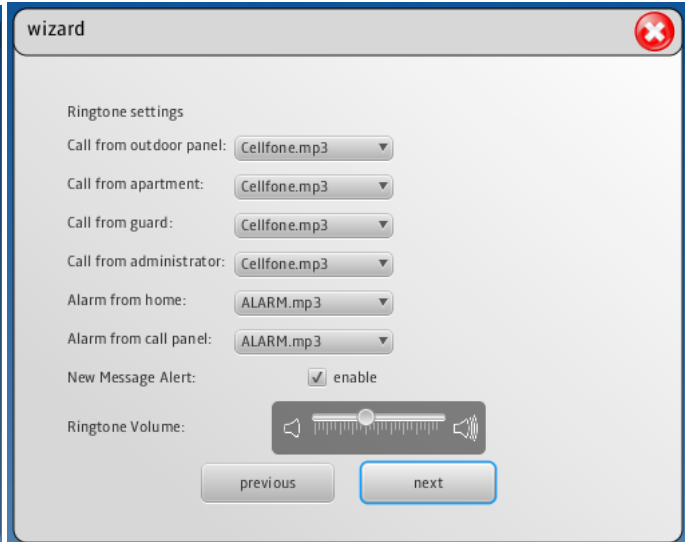 wizard
Ringtone settings
Call from outdoor panel: Cellfone.mp3
Call from apartment: Cellfone.mp3
Call from guard: Cellfone.mp3
Call from administrator: Cellfone.mp3
Alarm from home: ALARM.mp3
Alarm from call panel: ALARM.mp3
New Message Alert: enable
Ringtone Volume:
previous next